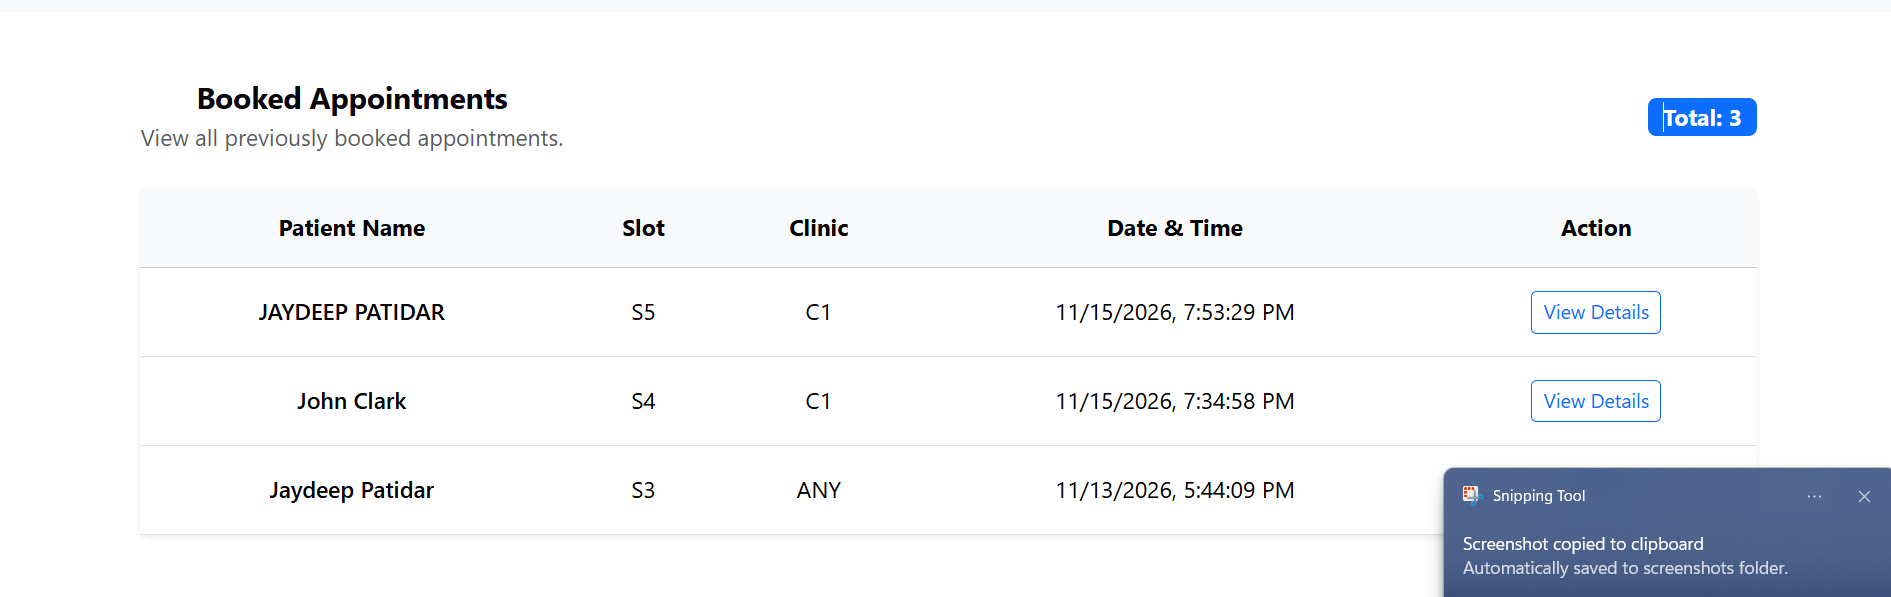 Booked Appointments
View all previously booked appointments.
Total: 3
Patient Name Slot Clinic Date & Time Action
JAYDEEP PATIDAR S5 C1 11/15/2026, 7:53:29 PM View Details
John Clark S4 C1 11/15/2026, 7:34:58 PM View Details
Jaydeep Patidar S3 ANY 11/13/2026, 5:44:09 PM
Snipping Tool
Screenshot copied to clipboard
Automatically saved to screenshots folder.